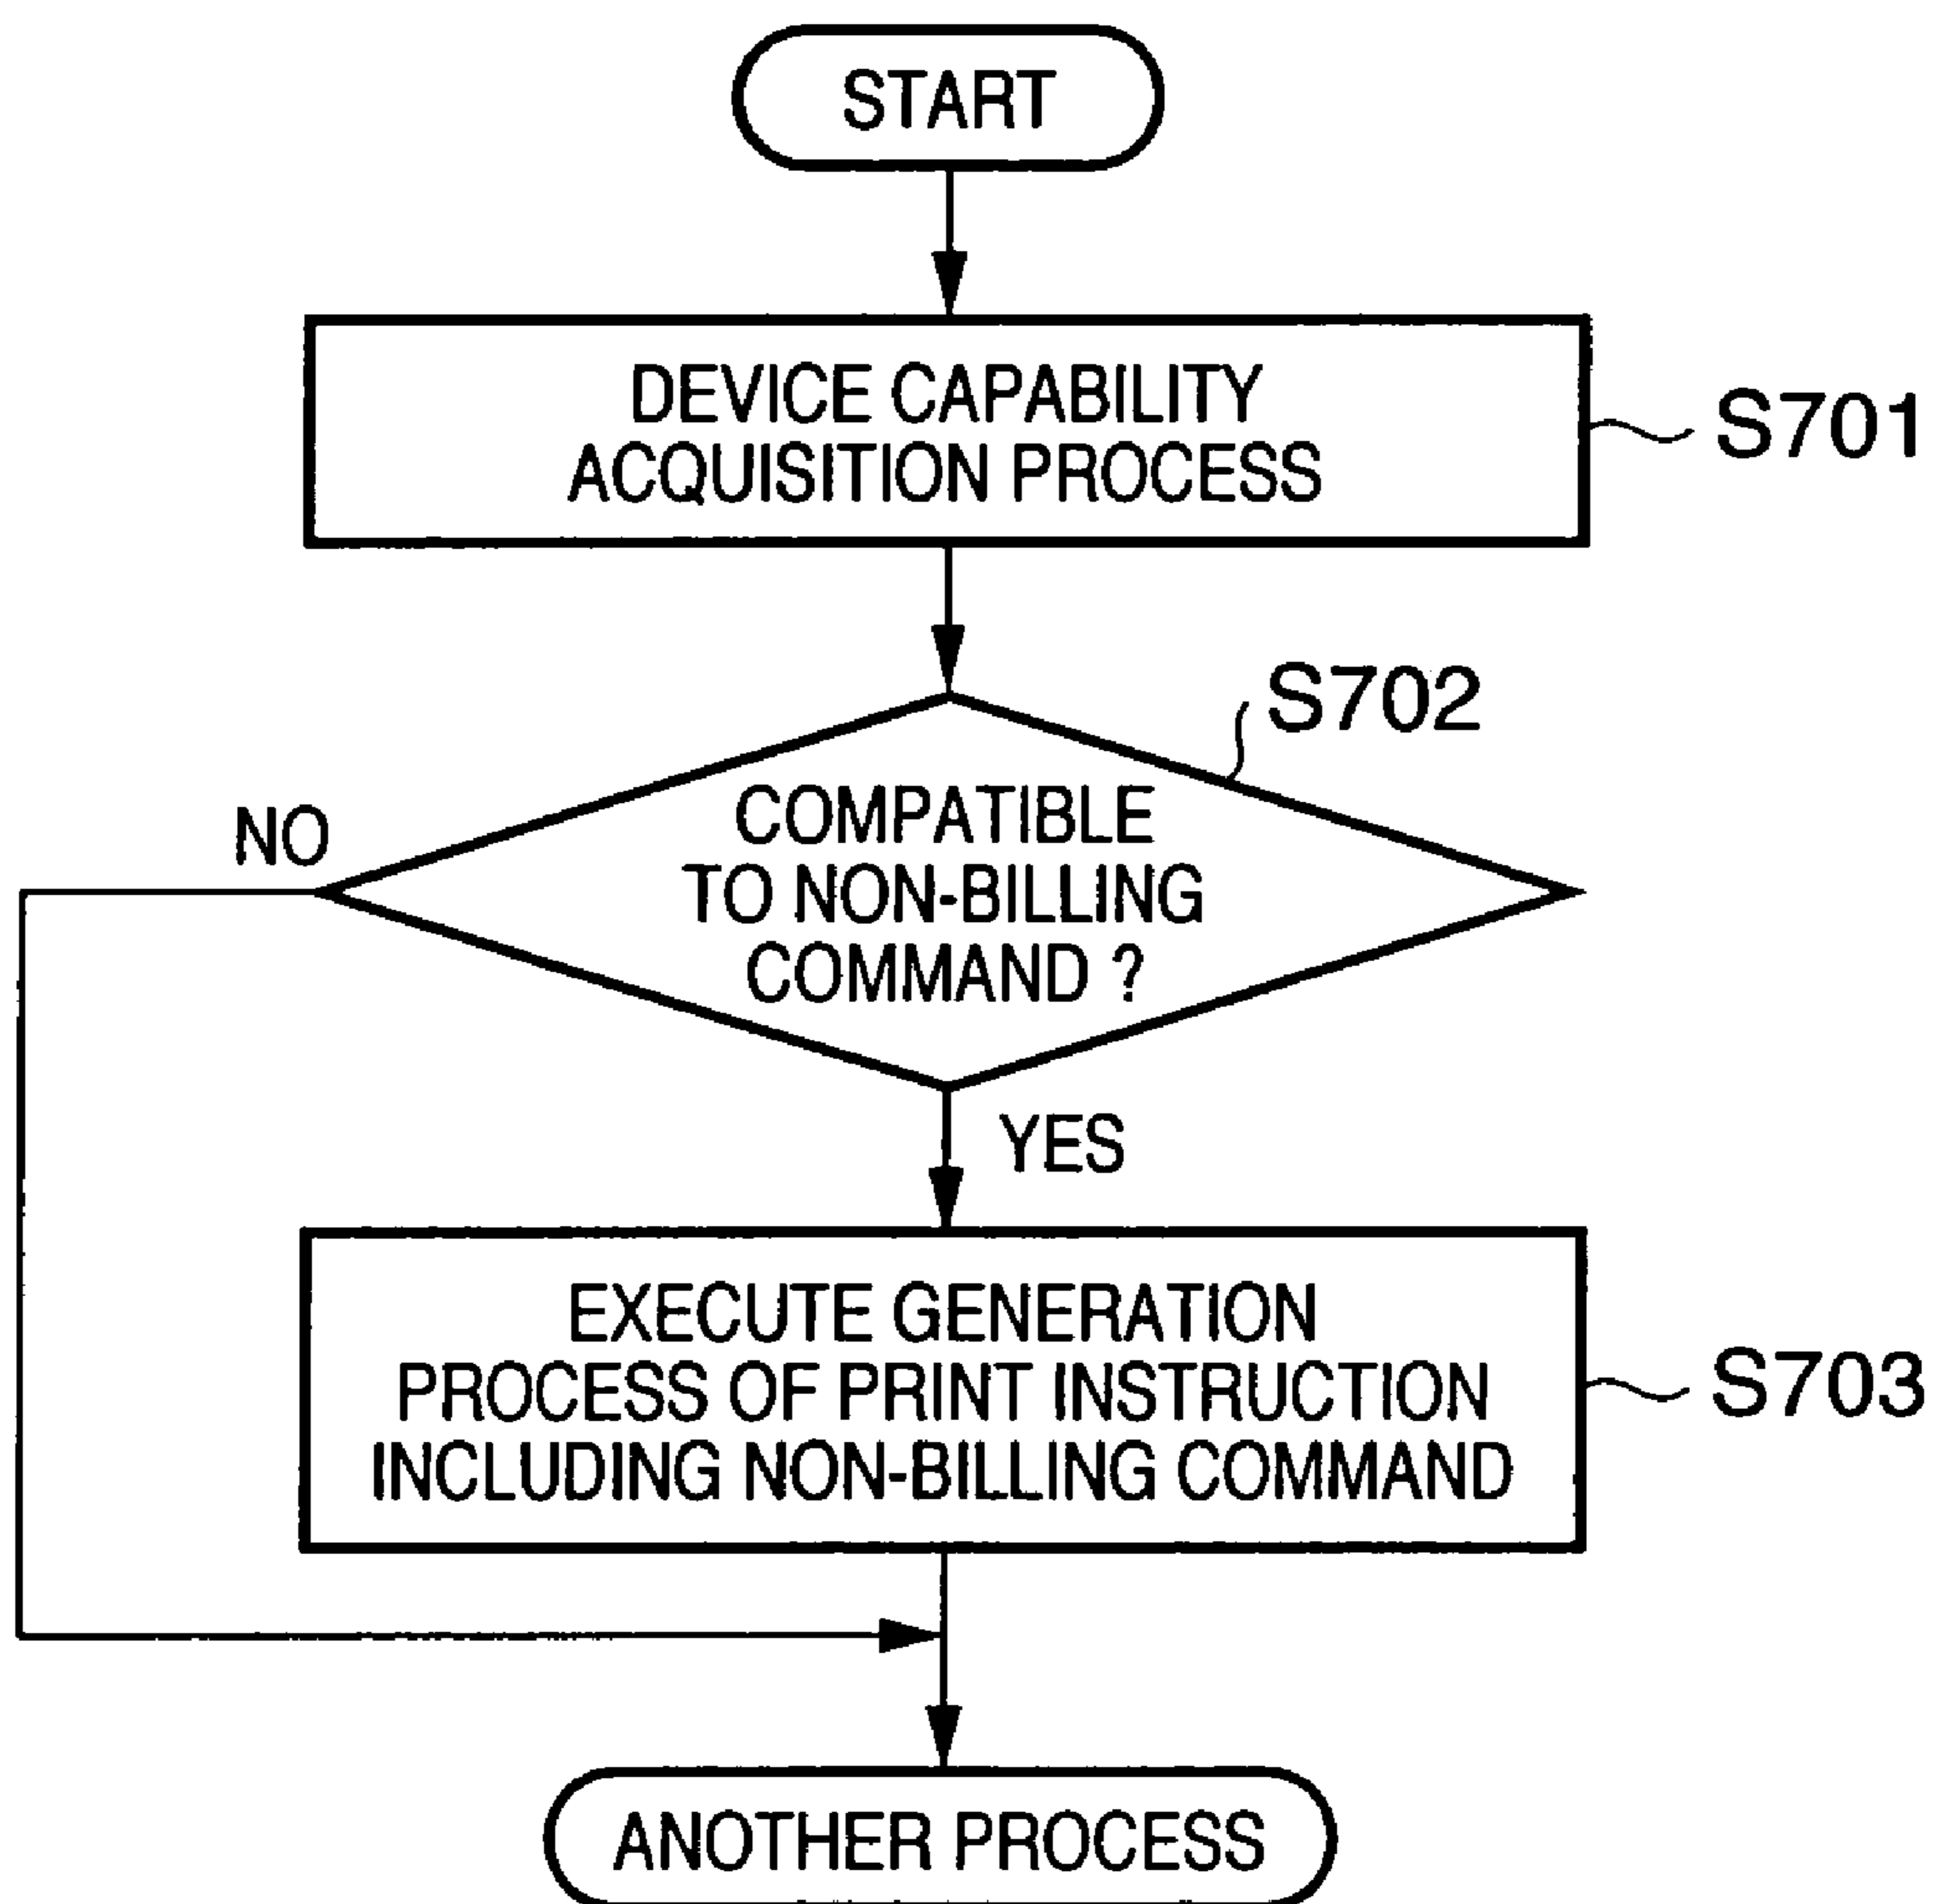 START
DEVICE CAPABILITY
ACQUISITION PROCESS
S701
S702
COMPATIBLE
TO NON-BILLING
COMMAND ?
NO
YES
EXECUTE GENERATION
PROCESS OF PRINT INSTRUCTION
INCLUDING NON-BILLING COMMAND
S703
ANOTHER PROCESS